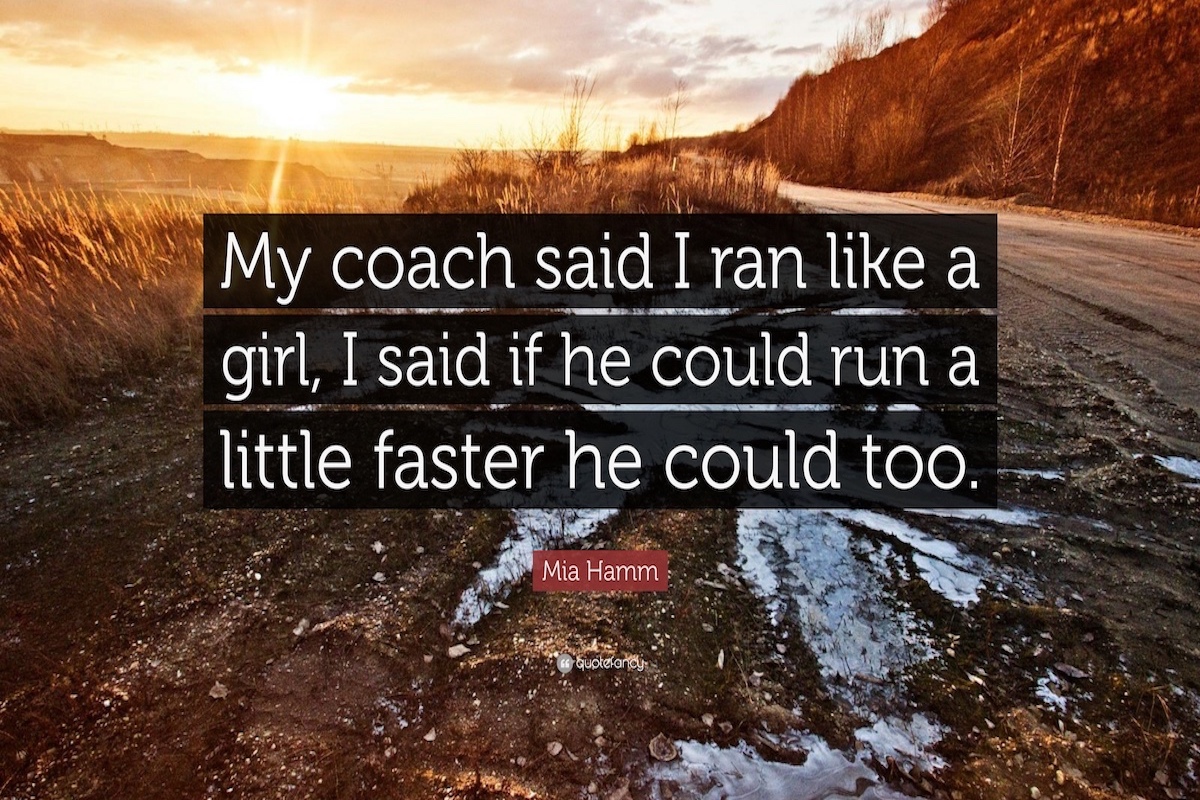 My coach said I ran like a
girl, I said if he could run a
little faster he could too.
Mia Hamm
quotefancy